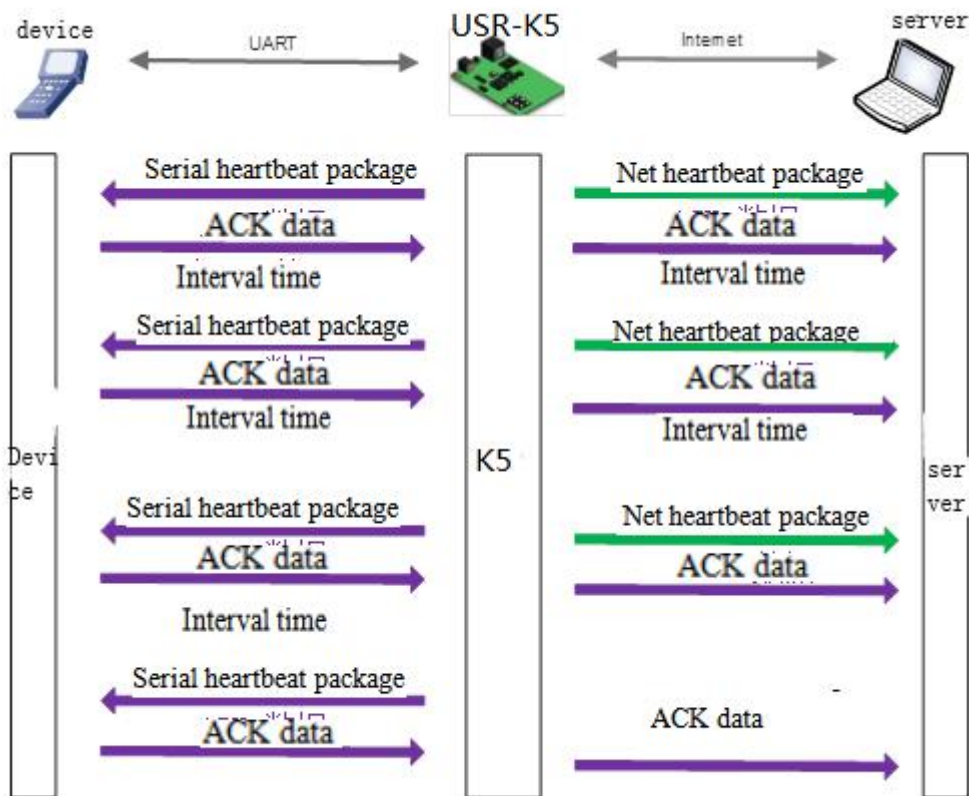 device
UART
USR-K5
Internet
server
Serial heartbeat package
Net heartbeat package
ACK data
ACK data
Interval time
Interval time
Serial heartbeat package
Net heartbeat package
ACK data
ACK data
Interval time
Interval time
Devi
ce
K5
ser
ver
Serial heartbeat package
Net heartbeat package
ACK data
ACK data
Interval time
Serial heartbeat package
ACK data
ACK data